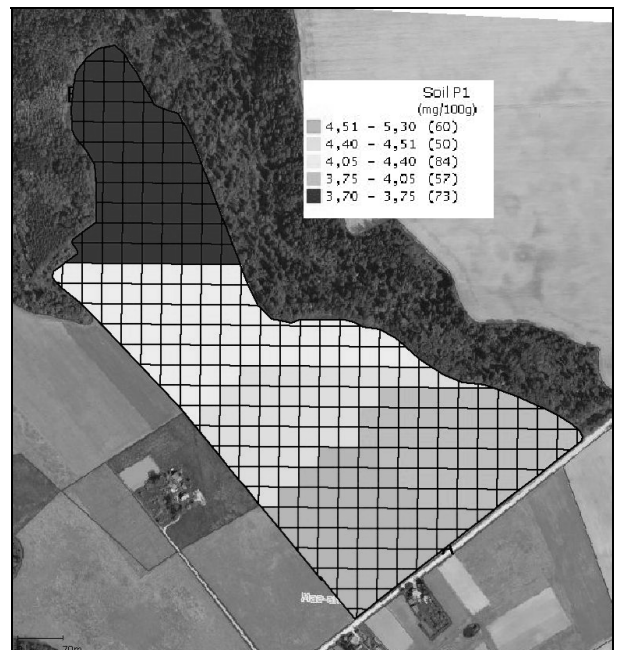 Soil P1
(mg/100g)
4,51 - 5,30 (60)
4,40 - 4,51 (50)
4,05 - 4,40 (84)
3,75 - 4,05 (57)
3,70 - 3,75 (73)
70m